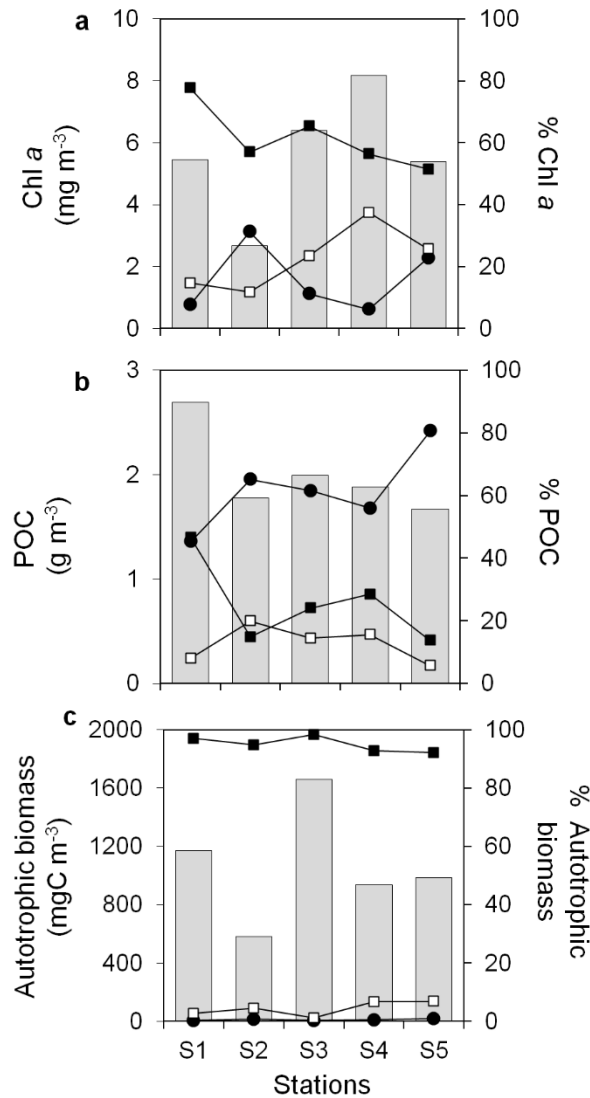 a
10
8
6
4
2
0
Chl a
(mg m⁻³)
100
80
60
40
20
0
% Chl a
b
3
2
1
0
POC
(g m⁻³)
100
80
60
40
20
0
% POC
c
2000
1600
1200
800
400
0
Autotrophic biomass
(mgC m⁻³)
100
80
60
40
20
0
% Autotrophic
biomass
S1 S2 S3 S4 S5
Stations